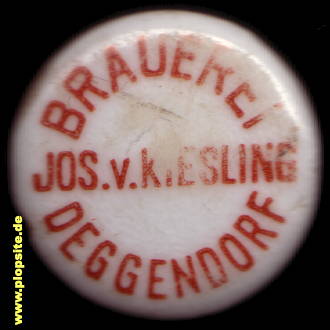 BRAUEREI
JOS. v. KIESLING
DEGGENDORF
www.plopsite.de